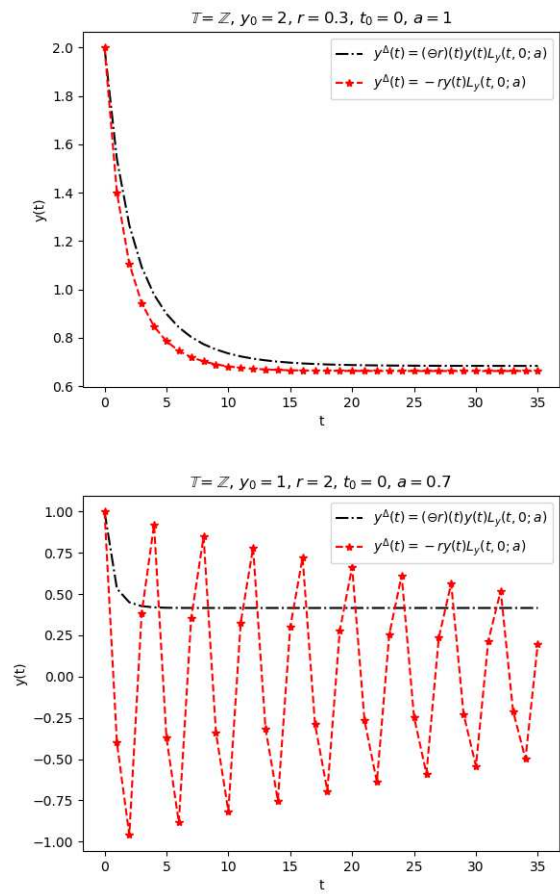 𝕋 = ℤ, y₀ = 2, r = 0.3, t₀ = 0, a = 1
y^Δ(t) = (⊖r)(t)y(t)L_y(t, 0; a)
y^Δ(t) = −ry(t)L_y(t, 0; a)
2.0
1.8
1.6
1.4
1.2
1.0
0.8
0.6
y(t)
0 5 10 15 20 25 30 35
t
𝕋 = ℤ, y₀ = 1, r = 2, t₀ = 0, a = 0.7
y^Δ(t) = (⊖r)(t)y(t)L_y(t, 0; a)
y^Δ(t) = −ry(t)L_y(t, 0; a)
1.00
0.75
0.50
0.25
0.00
−0.25
−0.50
−0.75
−1.00
y(t)
0 5 10 15 20 25 30 35
t